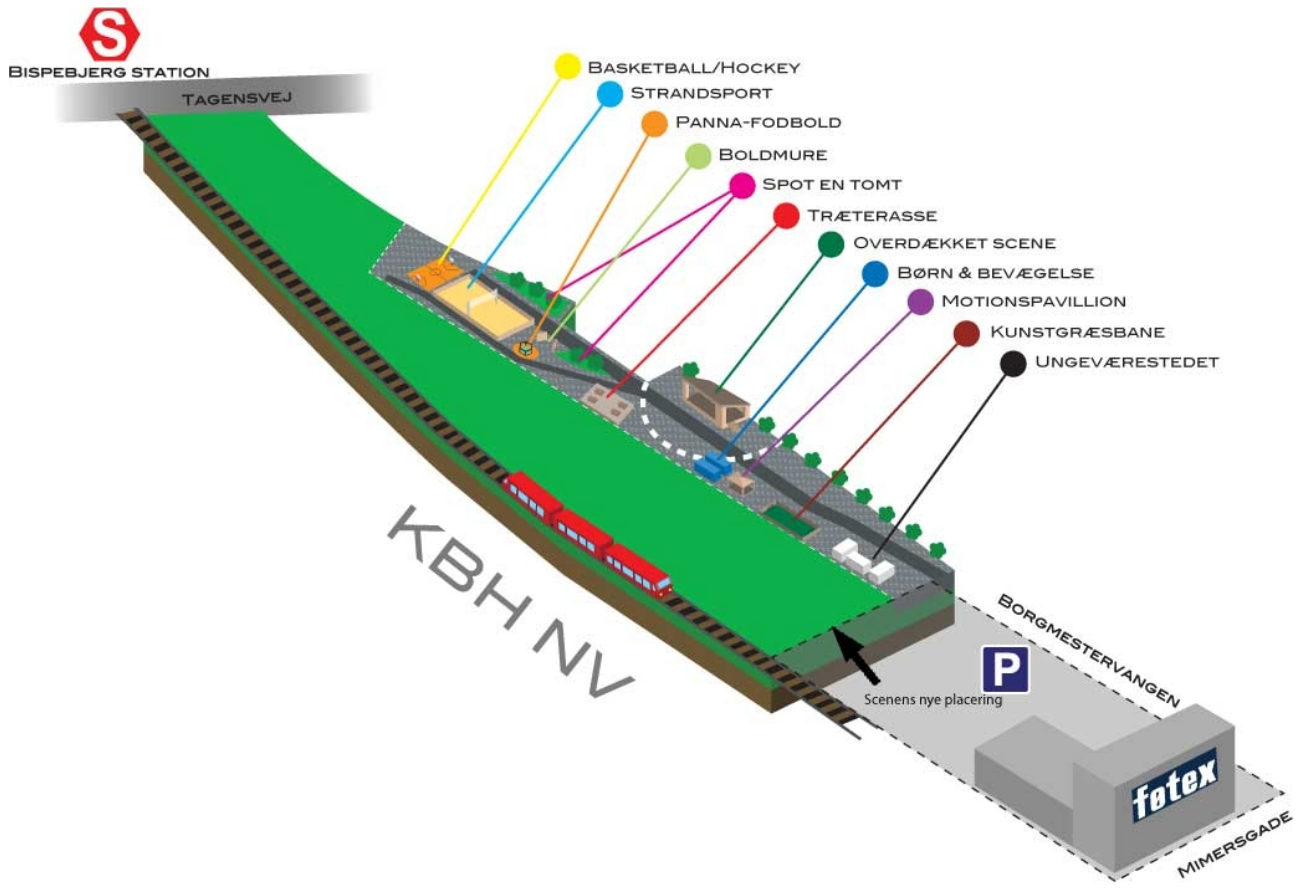 S
BISPEBJERG STATION
TAGENSVEJ
BASKETBALL/HOCKEY
STRANDSPORT
PANNA-FODBOLD
BOLDMURE
SPOT EN TOMT
TRÆTERASSE
OVERDÆKKET SCENE
BØRN & BEVÆGELSE
MOTIONSPAVILLION
KUNSTGRÆSBANE
UNGEVÆRESTEDET
KBH NV
BORGMESTERVANGEN
P
Scenens nye placering
føtex
MIMERSGADE